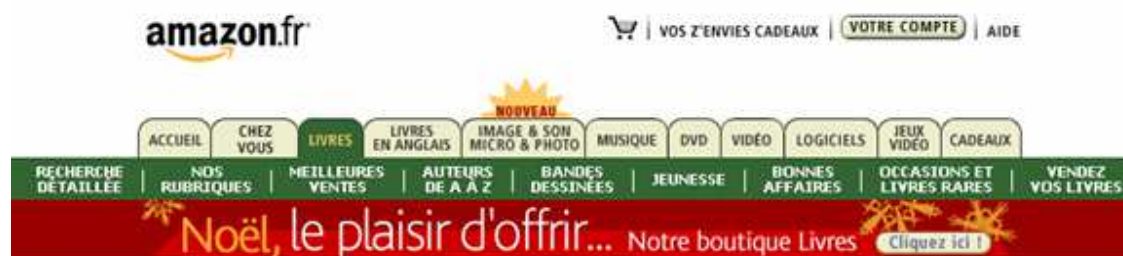 amazon.fr
VOS Z'ENVIES CADEAUX | VOTRE COMPTE | AIDE
NOUVEAU
ACCUEIL
CHEZ
VOUS
LIVRES
LIVRES
EN ANGLAIS
IMAGE & SON
MICRO & PHOTO
MUSIQUE
DVD
VIDÉO
LOGICIELS
JEUX
VIDÉO
CADEAUX
RECHERCHE
DÉTAILLÉE
NOS
RUBRIQUES
MEILLEURES
VENTES
AUTEURS
DE A À Z
BANDES
DESSINÉES
JEUNESSE
BONNES
AFFAIRES
OCCASIONS ET
LIVRES RARES
VENDEZ
VOS LIVRES
Noël, le plaisir d'offrir... Notre boutique Livres Cliquez ici !